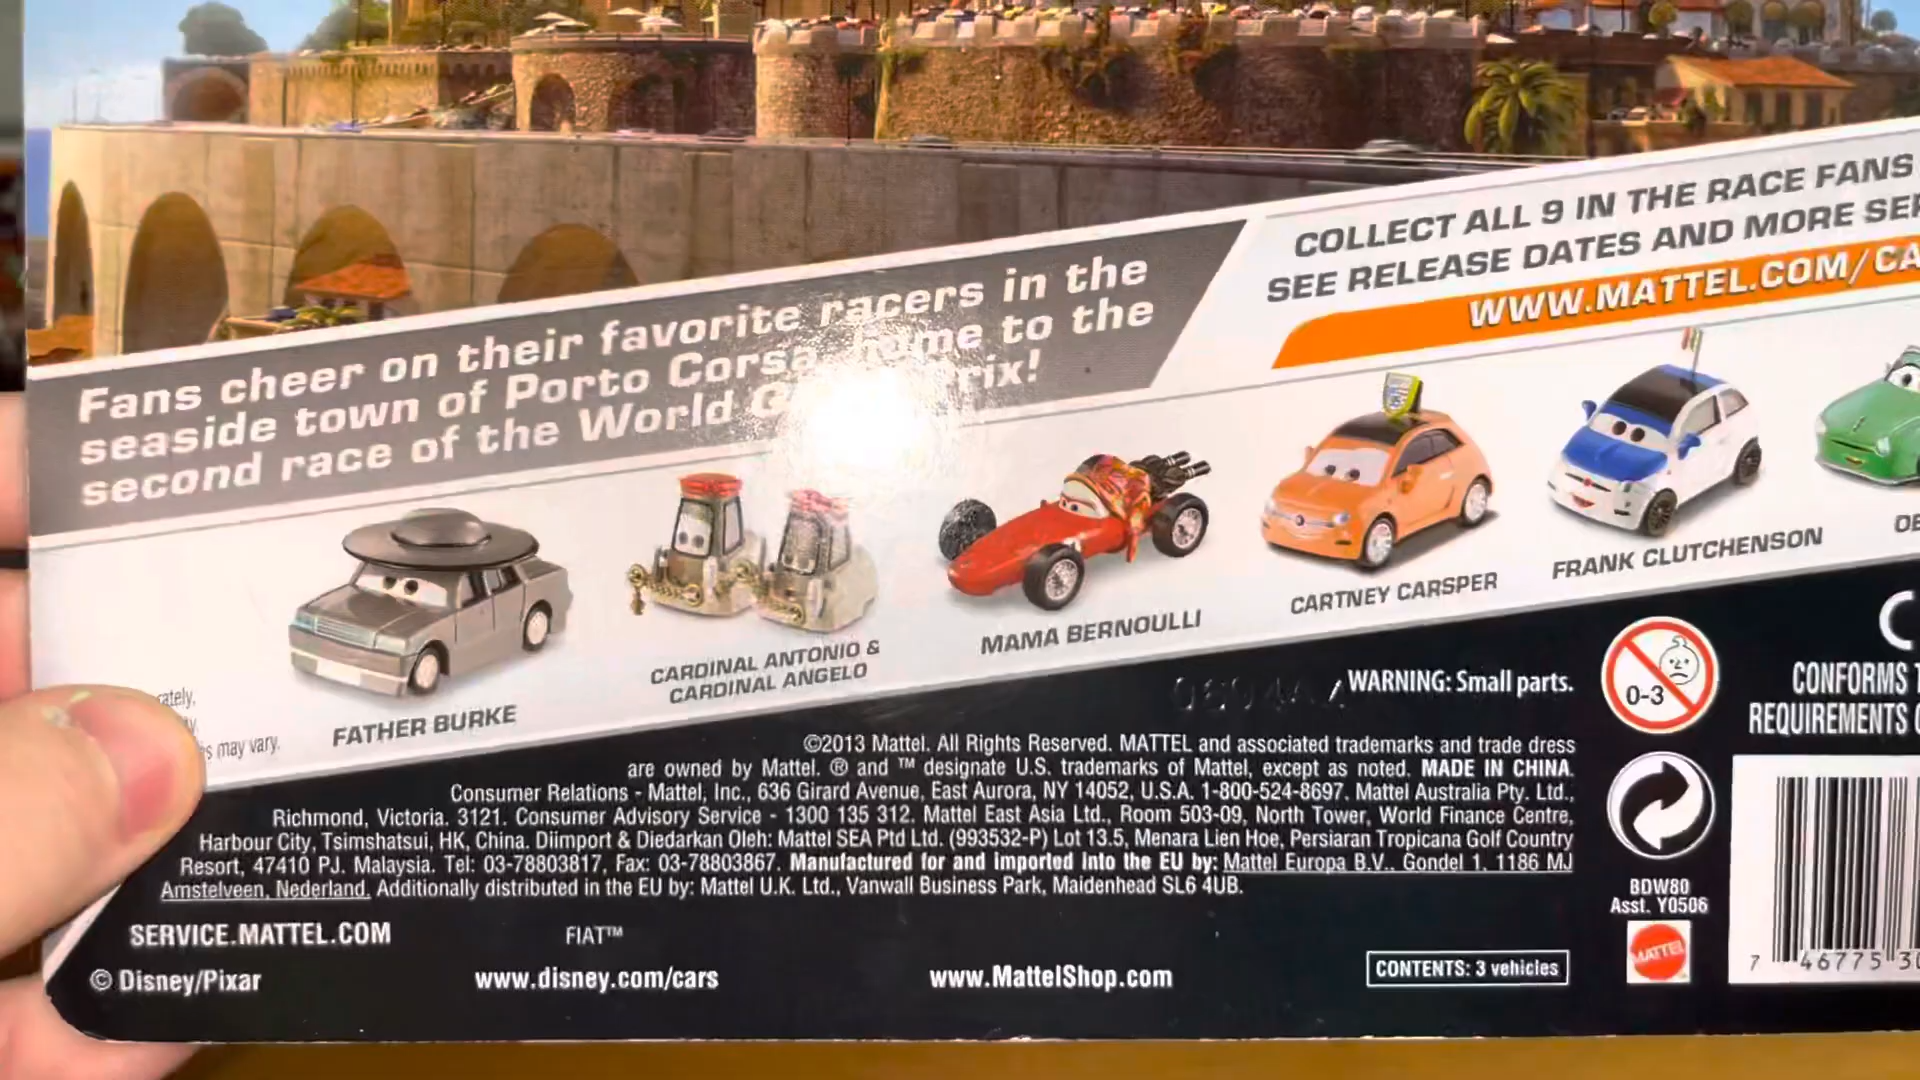 COLLECT ALL 9 IN THE RACE FANS
SEE RELEASE DATES AND MORE
WWW.MATTEL.COM/CA
Fans cheer on their favorite racers in the
seaside town of Porto Corsa, home to the
second race of the World
FATHER BURKE
CARDINAL ANTONIO &
CARDINAL ANGELO
MAMA BERNOULLI
CARTNEY CARSPER
FRANK CLUTCHENSON
s may vary.
WARNING: Small parts.
0-3
CONFORMS
REQUIREMENTS
©2013 Mattel. All Rights Reserved. MATTEL and associated trademarks and trade dress
are owned by Mattel. ® and ™ designate U.S. trademarks of Mattel, except as noted. MADE IN CHINA.
Consumer Relations - Mattel, Inc., 636 Girard Avenue, East Aurora, NY 14052, U.S.A. 1-800-524-8697. Mattel Australia Pty. Ltd.,
Richmond, Victoria. 3121. Consumer Advisory Service - 1300 135 312. Mattel East Asia Ltd., Room 503-09, North Tower, World Finance Centre,
Harbour City, Tsimshatsui, HK, China. Diimport & Diedarkan Oleh: Mattel SEA Ptd Ltd. (993532-P) Lot 13.5, Menara Lien Hoe, Persiaran Tropicana Golf Country
Resort, 47410 PJ. Malaysia. Tel: 03-78803817, Fax: 03-78803867. Manufactured for and imported into the EU by: Mattel Europa B.V., Gondel 1, 1186 MJ
Amstelveen, Nederland. Additionally distributed in the EU by: Mattel U.K. Ltd., Vanwall Business Park, Maidenhead SL6 4UB.
BDW80
Asst. Y0506
SERVICE.MATTEL.COM
FIAT™
MATTEL
© Disney/Pixar
www.disney.com/cars
www.MattelShop.com
CONTENTS: 3 vehicles
7 46775 30